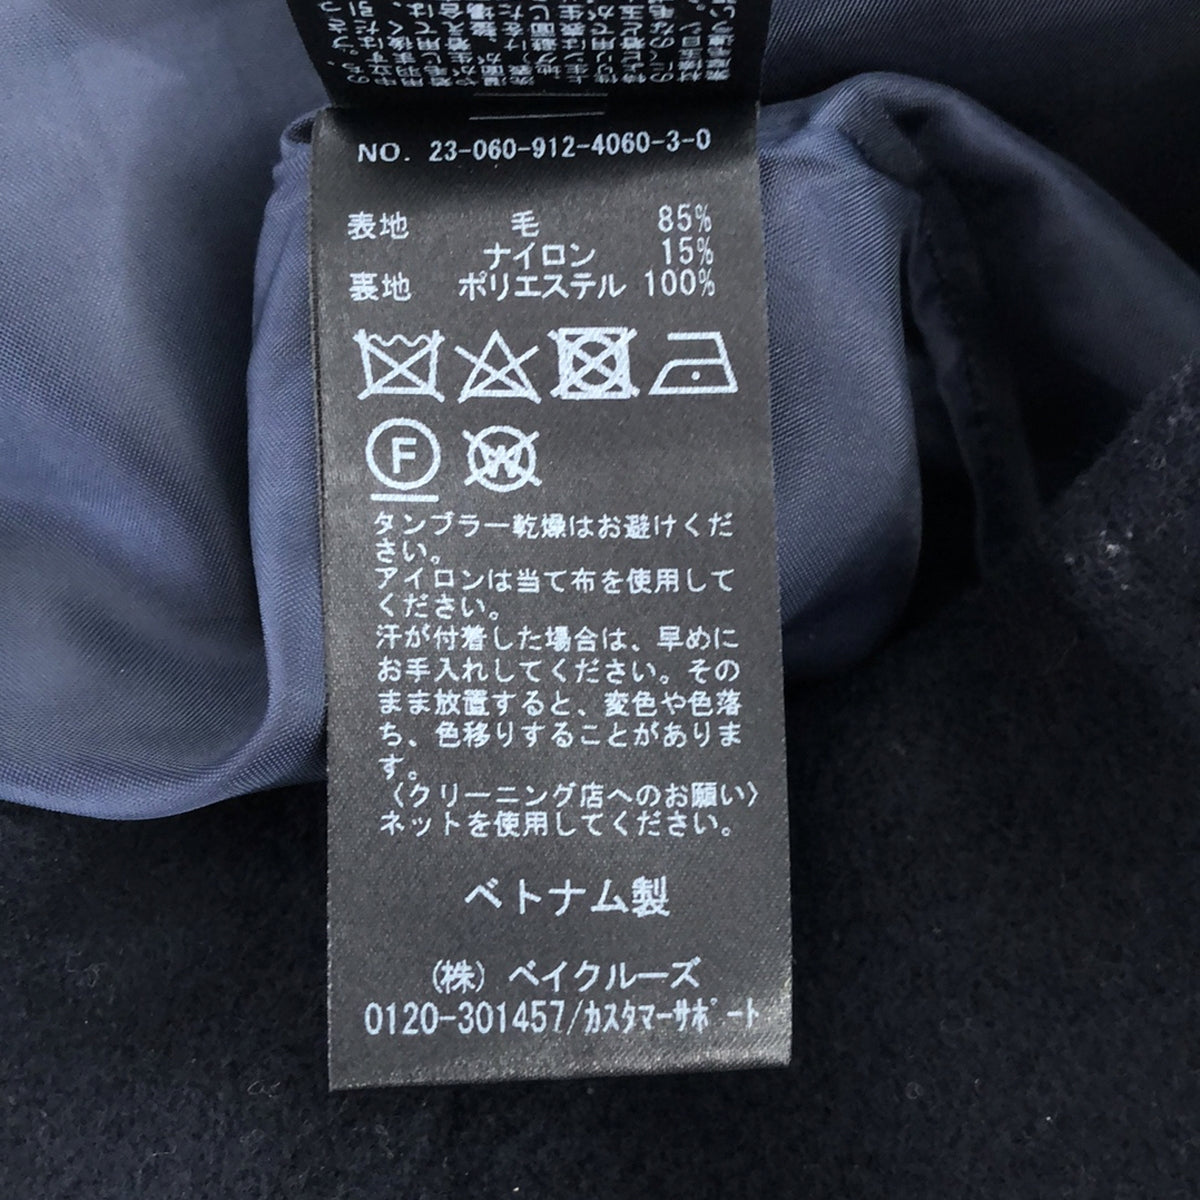 NO. 23-060-912-4060-3-0
表地 毛 85%
ナイロン 15%
裏地 ポリエステル 100%
F
W
タンブラー乾燥はお避けくだ
さい。
アイロンは当て布を使用して
ください。
汗が付着した場合は、早めに
お手入れしてください。その
まま放置すると、変色や色落
ち、色移りすることがありま
す。
〈クリーニング店へのお願い〉
ネットを使用してください。
ベトナム製
(株) ベイクルーズ
0120-301457/ｶｽﾀﾏｰｻﾎﾟｰﾄ